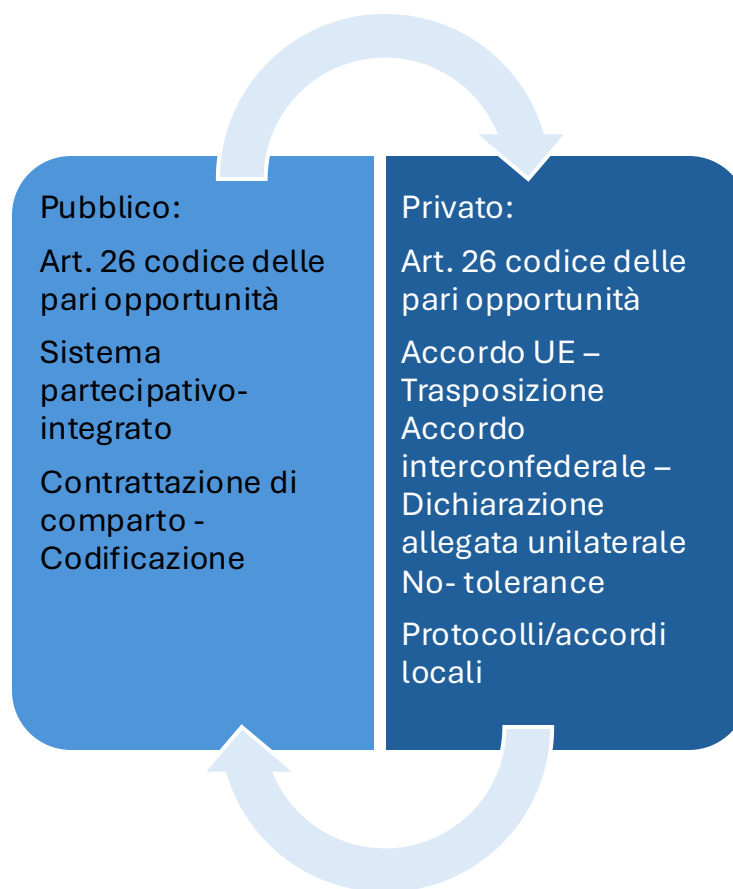 Pubblico:
Art. 26 codice delle
pari opportunità
Sistema
partecipativo-
integrato
Contrattazione di
comparto -
Codificazione
Privato:
Art. 26 codice delle
pari opportunità
Accordo UE –
Trasposizione
Accordo
interconfederale –
Dichiarazione
allegata unilaterale
No- tolerance
Protocolli/accordi
locali